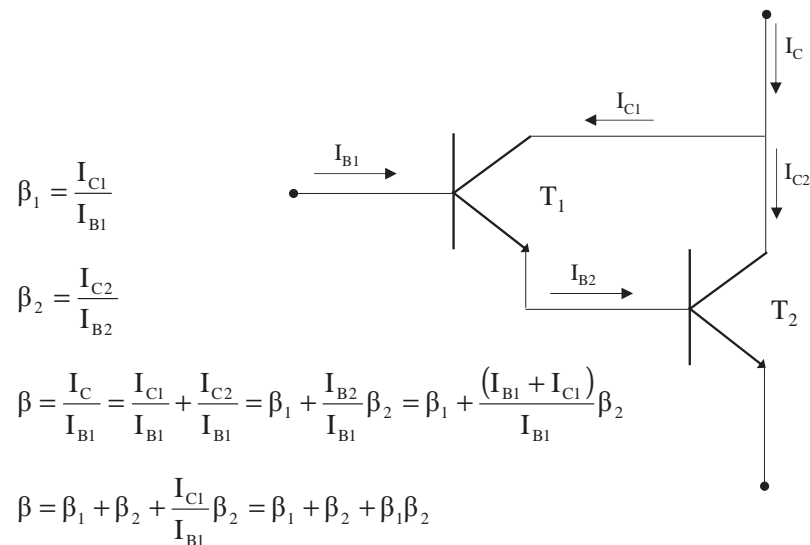 I_C
I_C1
I_B1
β_1 = I_C1 / I_B1
T_1
I_C2
β_2 = I_C2 / I_B2
I_B2
T_2
β = I_C / I_B1 = I_C1 / I_B1 + I_C2 / I_B1 = β_1 + (I_B2 / I_B1) β_2 = β_1 + ((I_B1 + I_C1) / I_B1) β_2
β = β_1 + β_2 + (I_C1 / I_B1) β_2 = β_1 + β_2 + β_1β_2